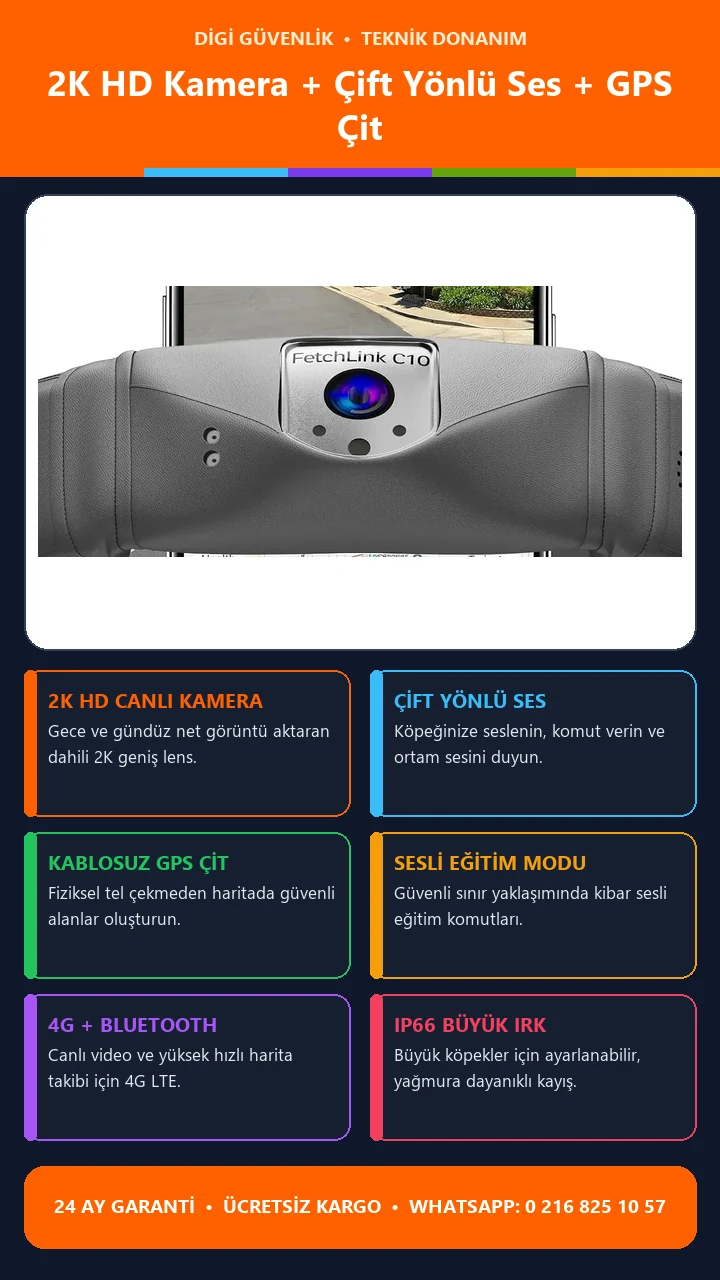 DİGİ GÜVENLİK • TEKNİK DONANIM
2K HD Kamera + Çift Yönlü Ses + GPS
Çit
FetchLink C10
2K HD CANLI KAMERA
Gece ve gündüz net görüntü aktaran
dahili 2K geniş lens.
ÇİFT YÖNLÜ SES
Köpeğinize seslenin, komut verin ve
ortam sesini duyun.
KABLOSUZ GPS ÇİT
Fiziksel tel çekmeden haritada güvenli
alanlar oluşturun.
SESLİ EĞİTİM MODU
Güvenli sınır yaklaşımında kibar sesli
eğitim komutları.
4G + BLUETOOTH
Canlı video ve yüksek hızlı harita
takibi için 4G LTE.
IP66 BÜYÜK IRK
Büyük köpekler için ayarlanabilir,
yağmura dayanıklı kayış.
24 AY GARANTİ • ÜCRETSİZ KARGO • WHATSAPP: 0 216 825 10 57